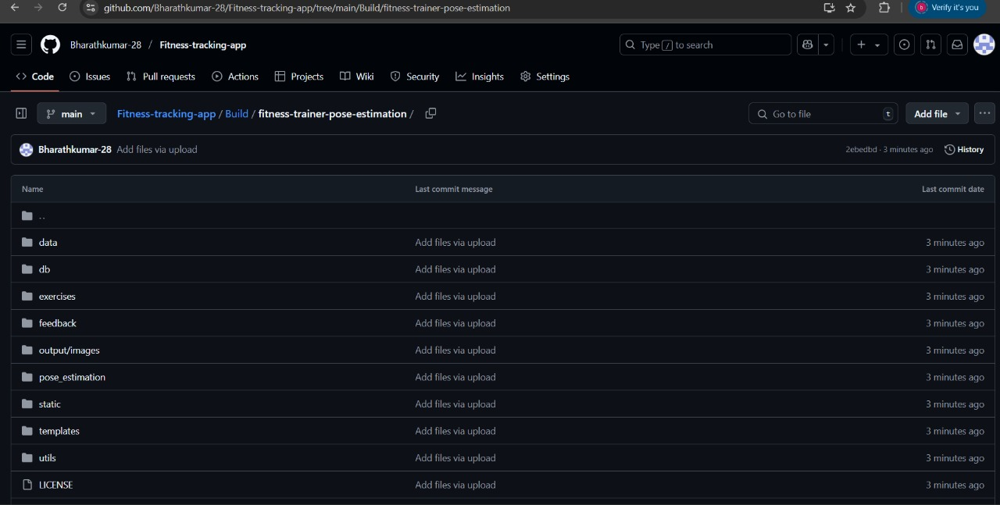 github.com/Bharathkumar-28/Fitness-tracking-app/tree/main/Build/fitness-trainer-pose-estimation
b Verify it's you
Bharathkumar-28 / Fitness-tracking-app
Type / to search
Code Issues Pull requests Actions Projects Wiki Security Insights Settings
main Fitness-tracking-app / Build / fitness-trainer-pose-estimation / Go to file t Add file
Bharathkumar-28 Add files via upload 2ebedbd · 3 minutes ago History
Name Last commit message Last commit date
..
data Add files via upload 3 minutes ago
db Add files via upload 3 minutes ago
exercises Add files via upload 3 minutes ago
feedback Add files via upload 3 minutes ago
output/images Add files via upload 3 minutes ago
pose_estimation Add files via upload 3 minutes ago
static Add files via upload 3 minutes ago
templates Add files via upload 3 minutes ago
utils Add files via upload 3 minutes ago
LICENSE Add files via upload 3 minutes ago